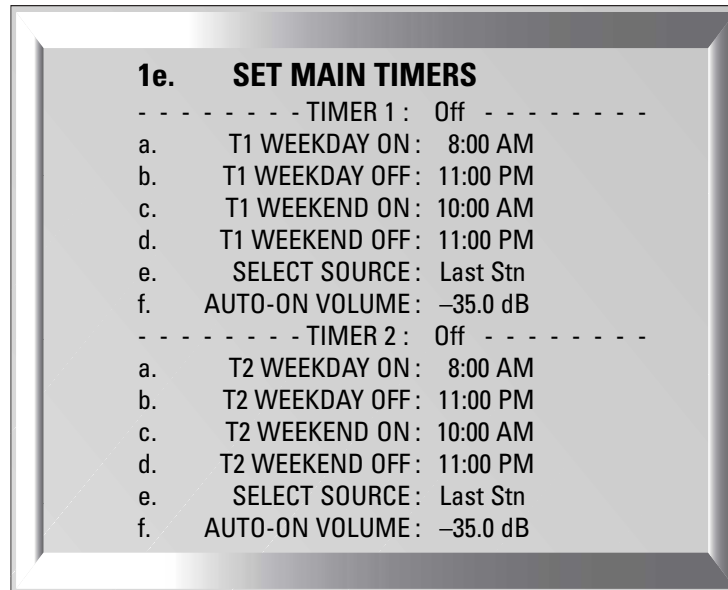 1e. SET MAIN TIMERS
- - - - - - - - TIMER 1 : Off - - - - - - - -
a. T1 WEEKDAY ON : 8:00 AM
b. T1 WEEKDAY OFF : 11:00 PM
c. T1 WEEKEND ON : 10:00 AM
d. T1 WEEKEND OFF : 11:00 PM
e. SELECT SOURCE : Last Stn
f. AUTO-ON VOLUME : –35.0 dB
- - - - - - - - TIMER 2 : Off - - - - - - - -
a. T2 WEEKDAY ON : 8:00 AM
b. T2 WEEKDAY OFF : 11:00 PM
c. T2 WEEKEND ON : 10:00 AM
d. T2 WEEKEND OFF : 11:00 PM
e. SELECT SOURCE : Last Stn
f. AUTO-ON VOLUME : –35.0 dB